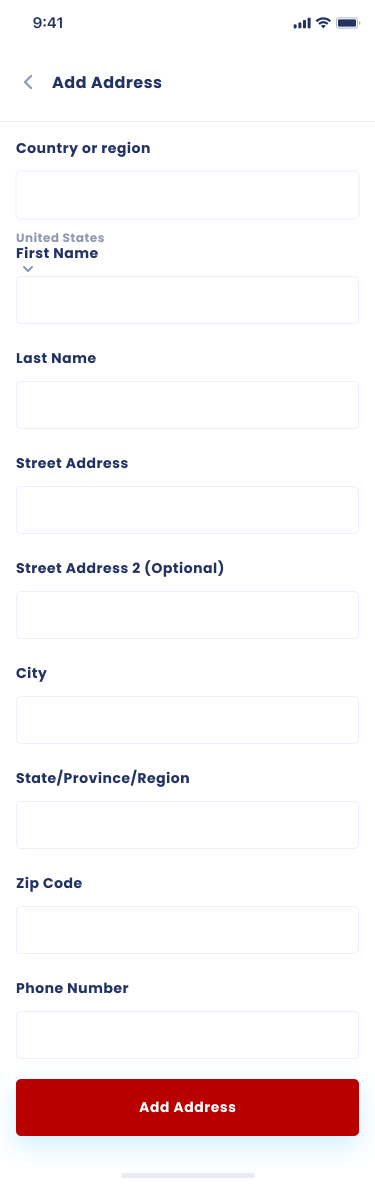 9:41
Add Address
Country or region
United States
First Name
Last Name
Street Address
Street Address 2 (Optional)
City
State/Province/Region
Zip Code
Phone Number
Add Address